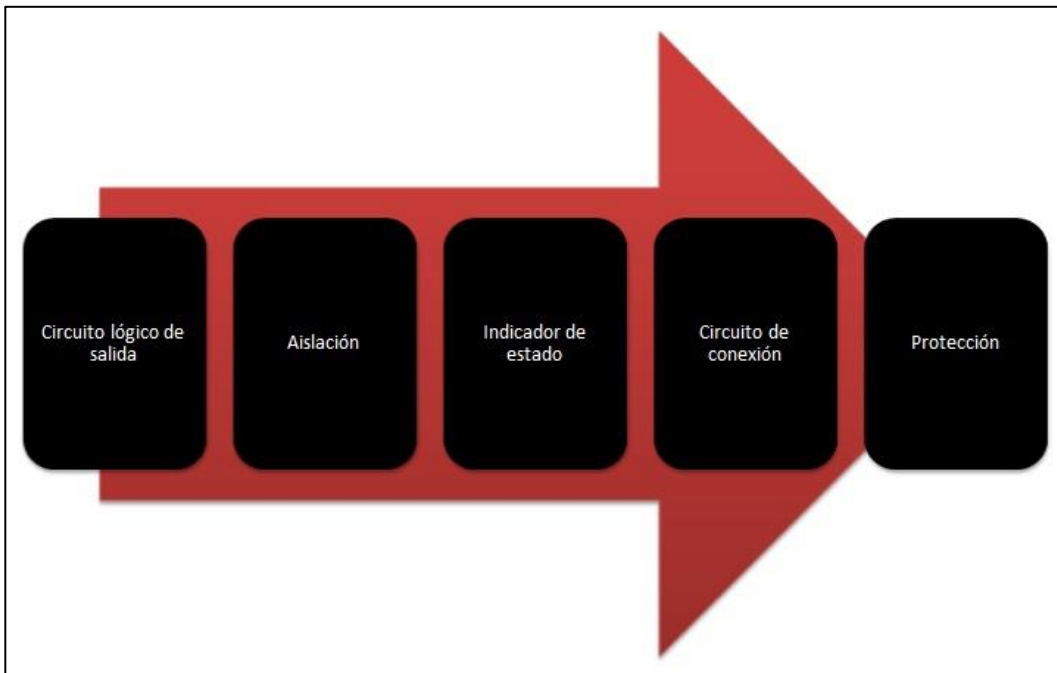 Circuito lógico de
salida
Aislación
Indicador de
estado
Circuito de
conexión
Protección